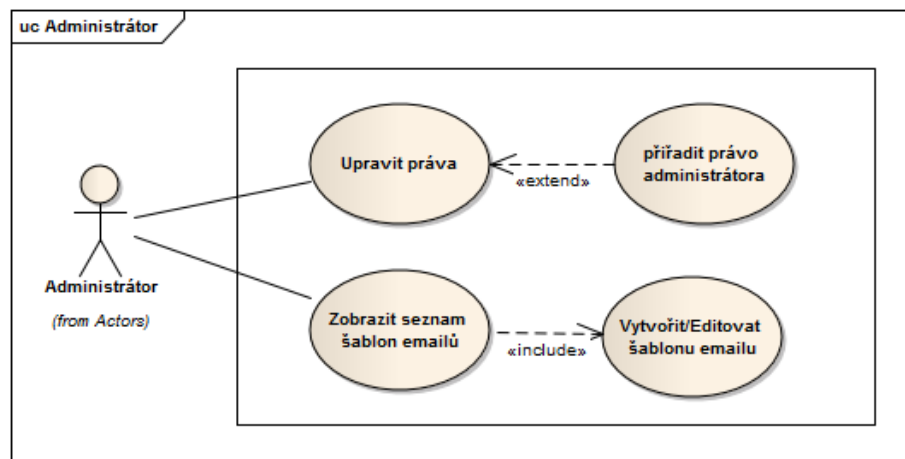 uc Administrátor
Upravit práva
přiřadit právo
administrátora
«extend»
Administrátor
(from Actors)
Zobrazit seznam
šablon emailů
Vytvořit/Editovat
šablonu emailu
«include»